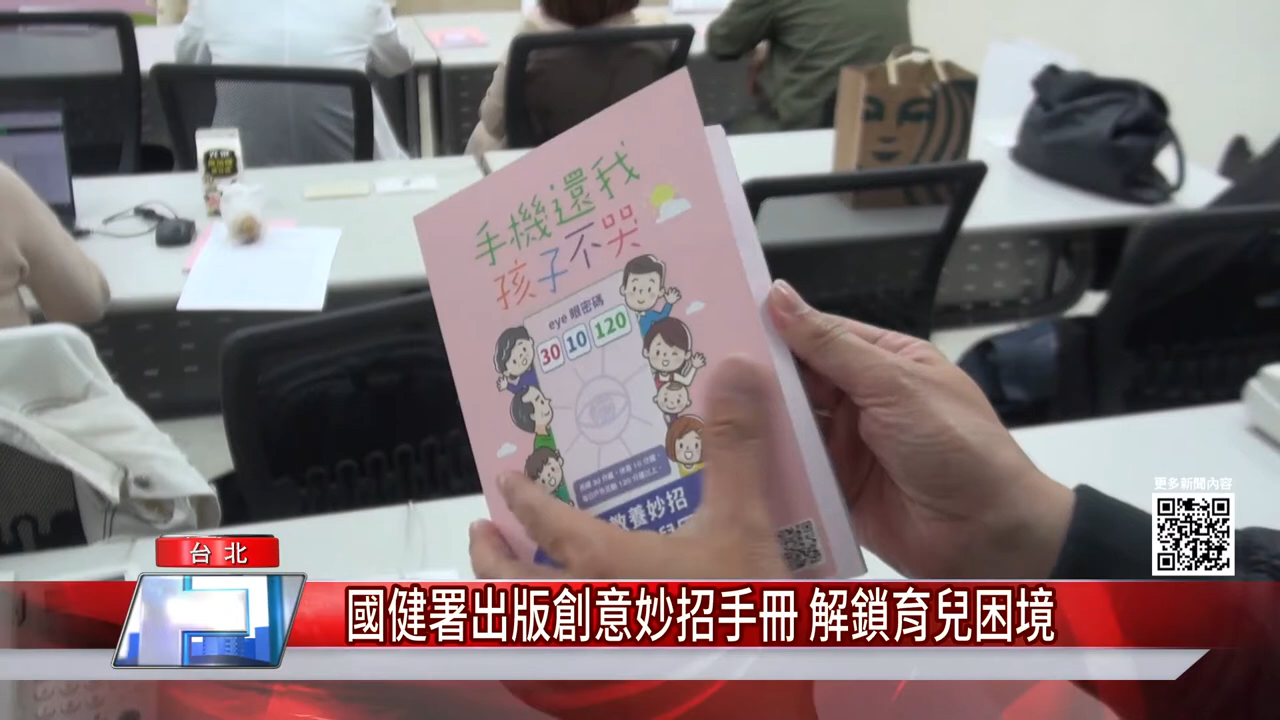 手機還我
孩子不哭
eye 眼密碼
30 10 120
教養妙招
更多新聞內容
台北
國健署出版創意妙招手冊 解鎖育兒困境